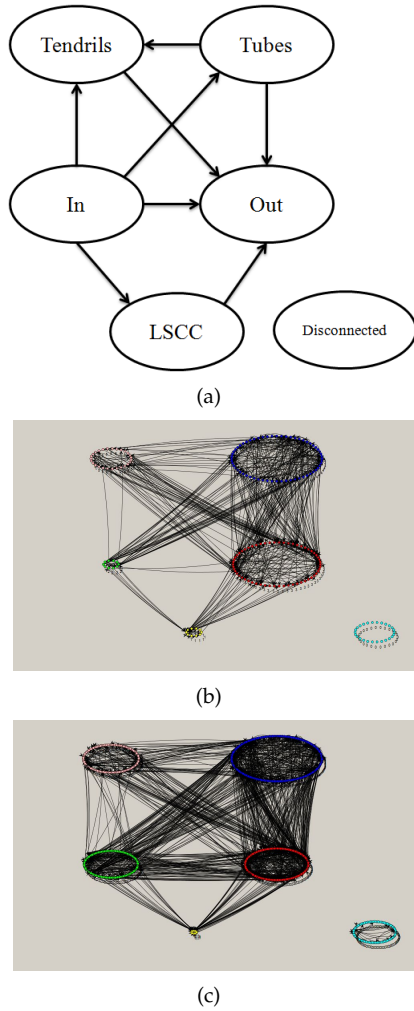 Tendrils Tubes
In Out
LSCC Disconnected
(a)
(b)
(c)